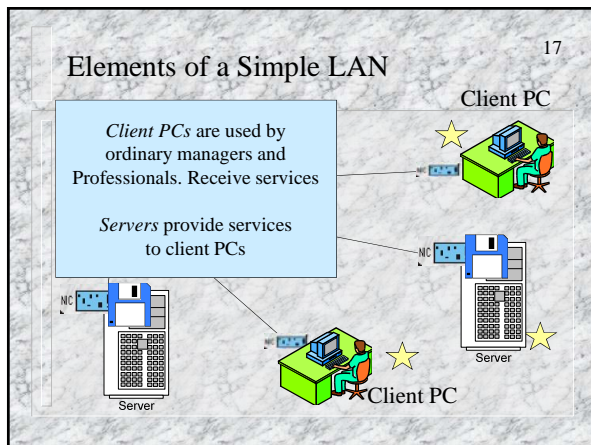 17
Elements of a Simple LAN
Client PC
Client PCs are used by
ordinary managers and
Professionals. Receive services
Servers provide services
to client PCs
NIC
NIC
NIC
NIC
Server
Server
Client PC